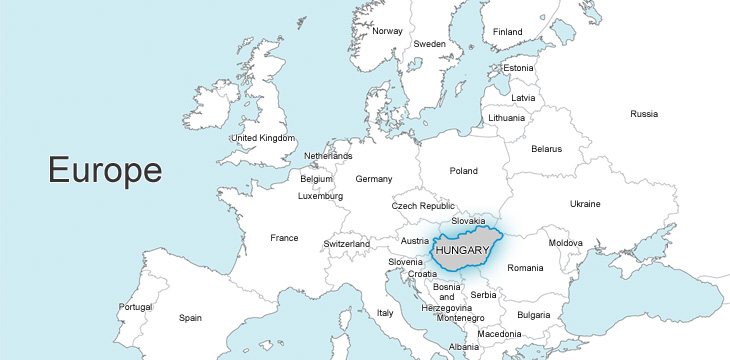 Norway
Finland
Sweden
Estonia
Latvia
Russia
Lithuania
United Kingdom
Belarus
Netherlands
Europe
Poland
Belgium
Germany
Luxemburg
Czech Republic
Ukraine
Slovakia
France
Switzerland
Austria
HUNGARY
Moldova
Slovenia
Romania
Croatia
Bosnia
and
Herzegovina
Serbia
Portugal
Spain
Italy
Montenegro
Bulgaria
Macedonia
Albania